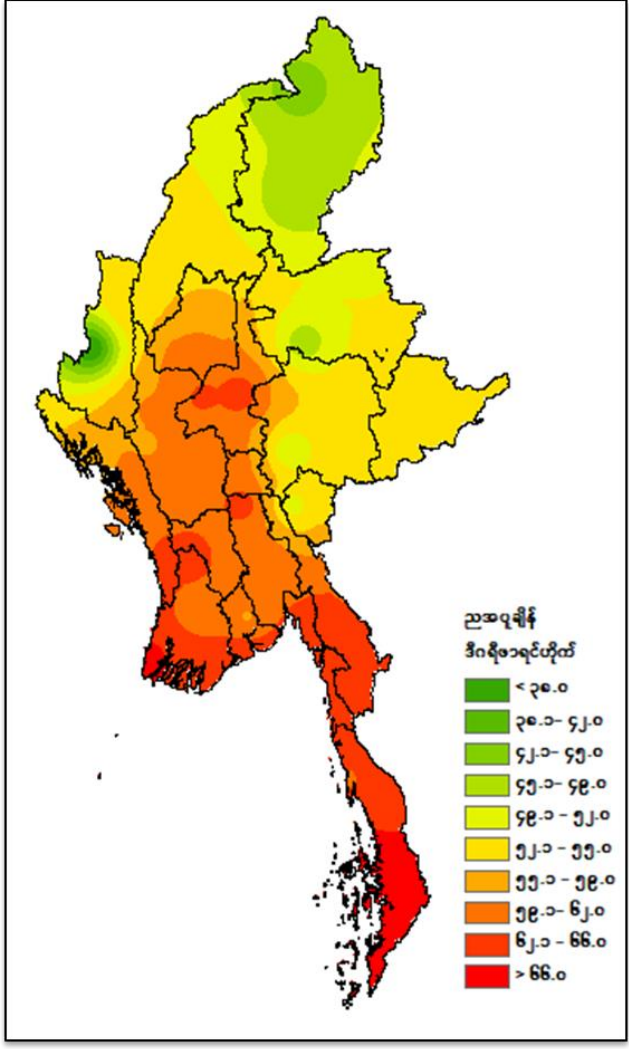 ညအပူချိန်
ဒီဂရီဖာရင်ဟိုက်
< ၃၈.၀
၃၈.၁– ၄၂.၀
၄၂.၁– ၄၅.၀
၄၅.၁– ၄၉.၀
၄၉.၁ – ၅၂.၀
၅၂.၁ – ၅၅.၀
၅၅.၁ – ၅၉.၀
၅၉.၁– ၆၂.၀
၆၂.၁ – ၆၆.၀
> ၆၆.၀